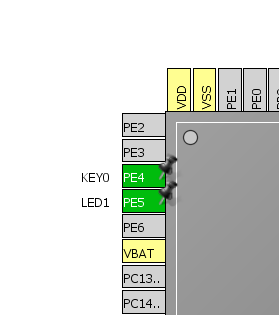 VDD
VSS
PE1
PE0
PE2
PE3
KEY0 PE4
LED1 PE5
PE6
VBAT
PC13..
PC14..